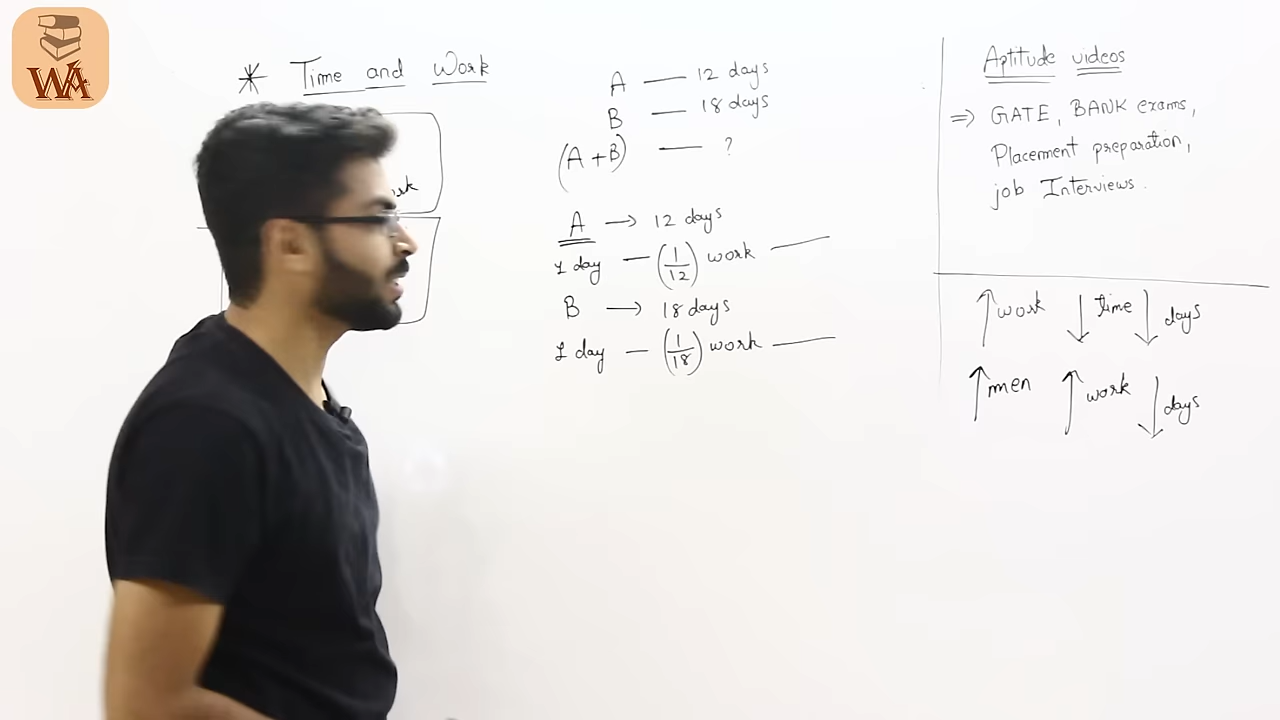 WA
* Time and Work
A — 12 days
B — 18 days
(A+B) — ?
A → 12 days
1 day — (1/12) work —
B → 18 days
1 day — (1/18) work —
Aptitude videos
⇒ GATE, BANK exams,
Placement preparation,
job Interviews.
↑ work ↓ time ↓ days
↑ men ↑ work ↓ days